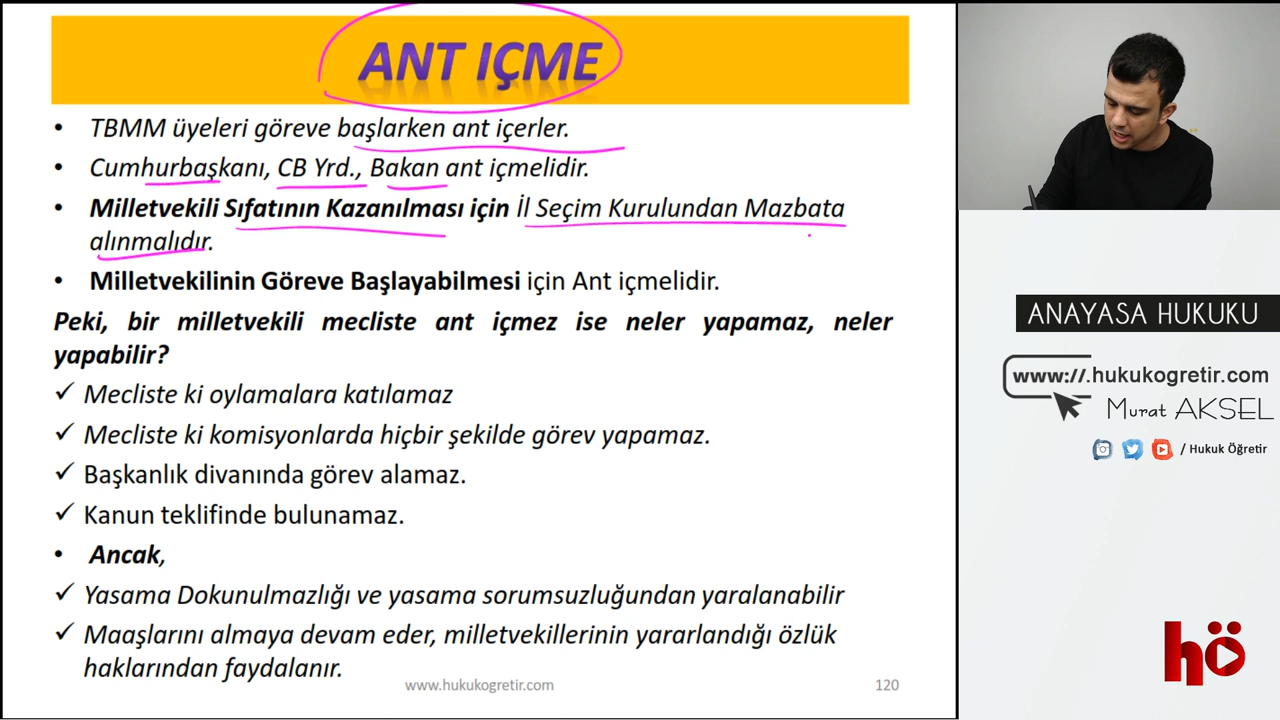 ANT IÇME
• TBMM üyeleri göreve başlarken ant içerler.
• Cumhurbaşkanı, CB Yrd., Bakan ant içmelidir.
• Milletvekili Sıfatının Kazanılması için İl Seçim Kurulundan Mazbata
alınmalıdır.
• Milletvekilinin Göreve Başlayabilmesi için Ant içmelidir.
Peki, bir milletvekili mecliste ant içmez ise neler yapamaz, neler
yapabilir?
✓ Mecliste ki oylamalara katılamaz
✓ Mecliste ki komisyonlarda hiçbir şekilde görev yapamaz.
✓ Başkanlık divanında görev alamaz.
✓ Kanun teklifinde bulunamaz.
• Ancak,
✓ Yasama Dokunulmazlığı ve yasama sorumsuzluğundan yaralanabilir
✓ Maaşlarını almaya devam eder, milletvekillerinin yararlandığı özlük
haklarından faydalanır.
www.hukukogretir.com
120
ANAYASA HUKUKU
www://.hukukogretir.com
Murat AKSEL
/ Hukuk Öğretir
hö